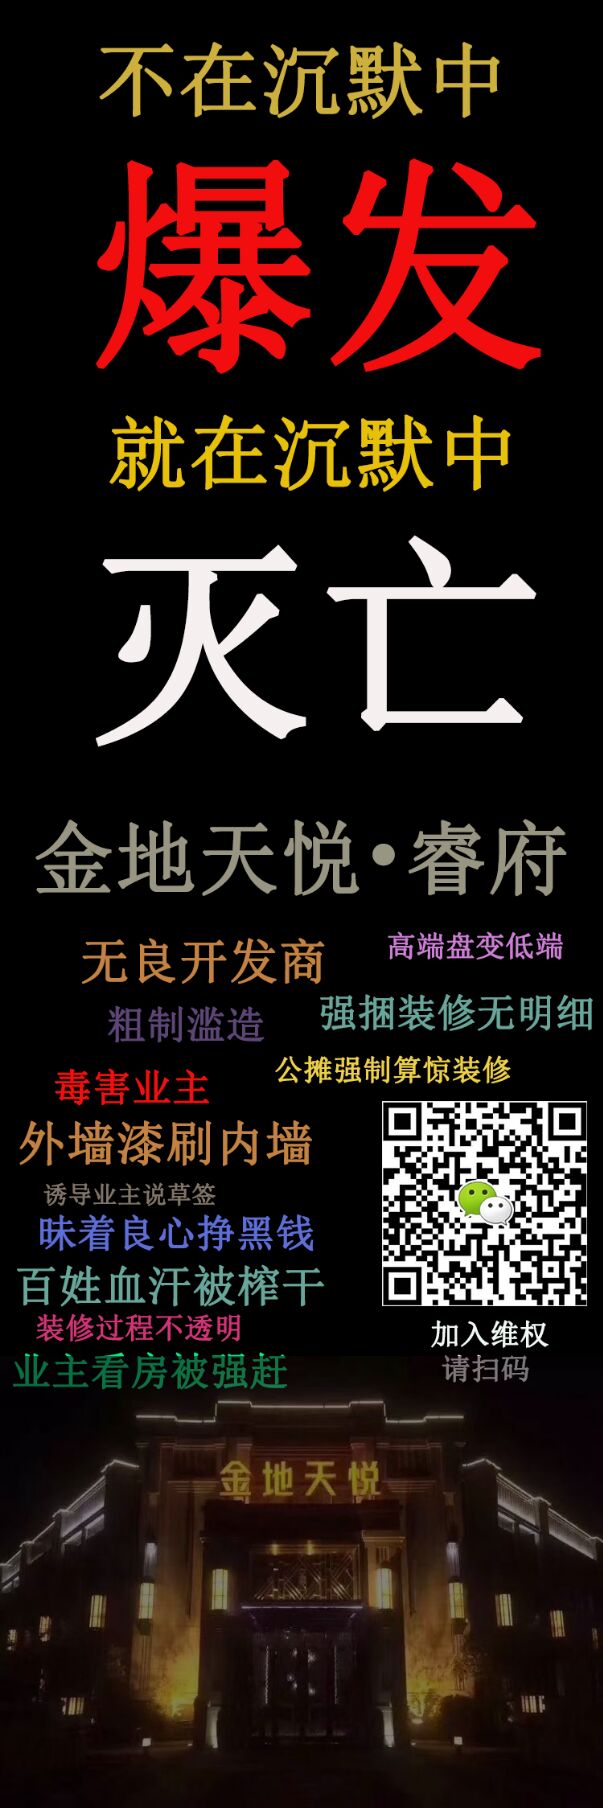 不在沉默中
爆发
就在沉默中
灭亡
金地天悦·睿府
无良开发商
高端盘变低端
粗制滥造
强捆装修无明细
毒害业主
公摊强制算惊装修
外墙漆刷内墙
诱导业主说草签
昧着良心挣黑钱
百姓血汗被榨干
装修过程不透明
业主看房被强赶
加入维权
请扫码
金地天悦